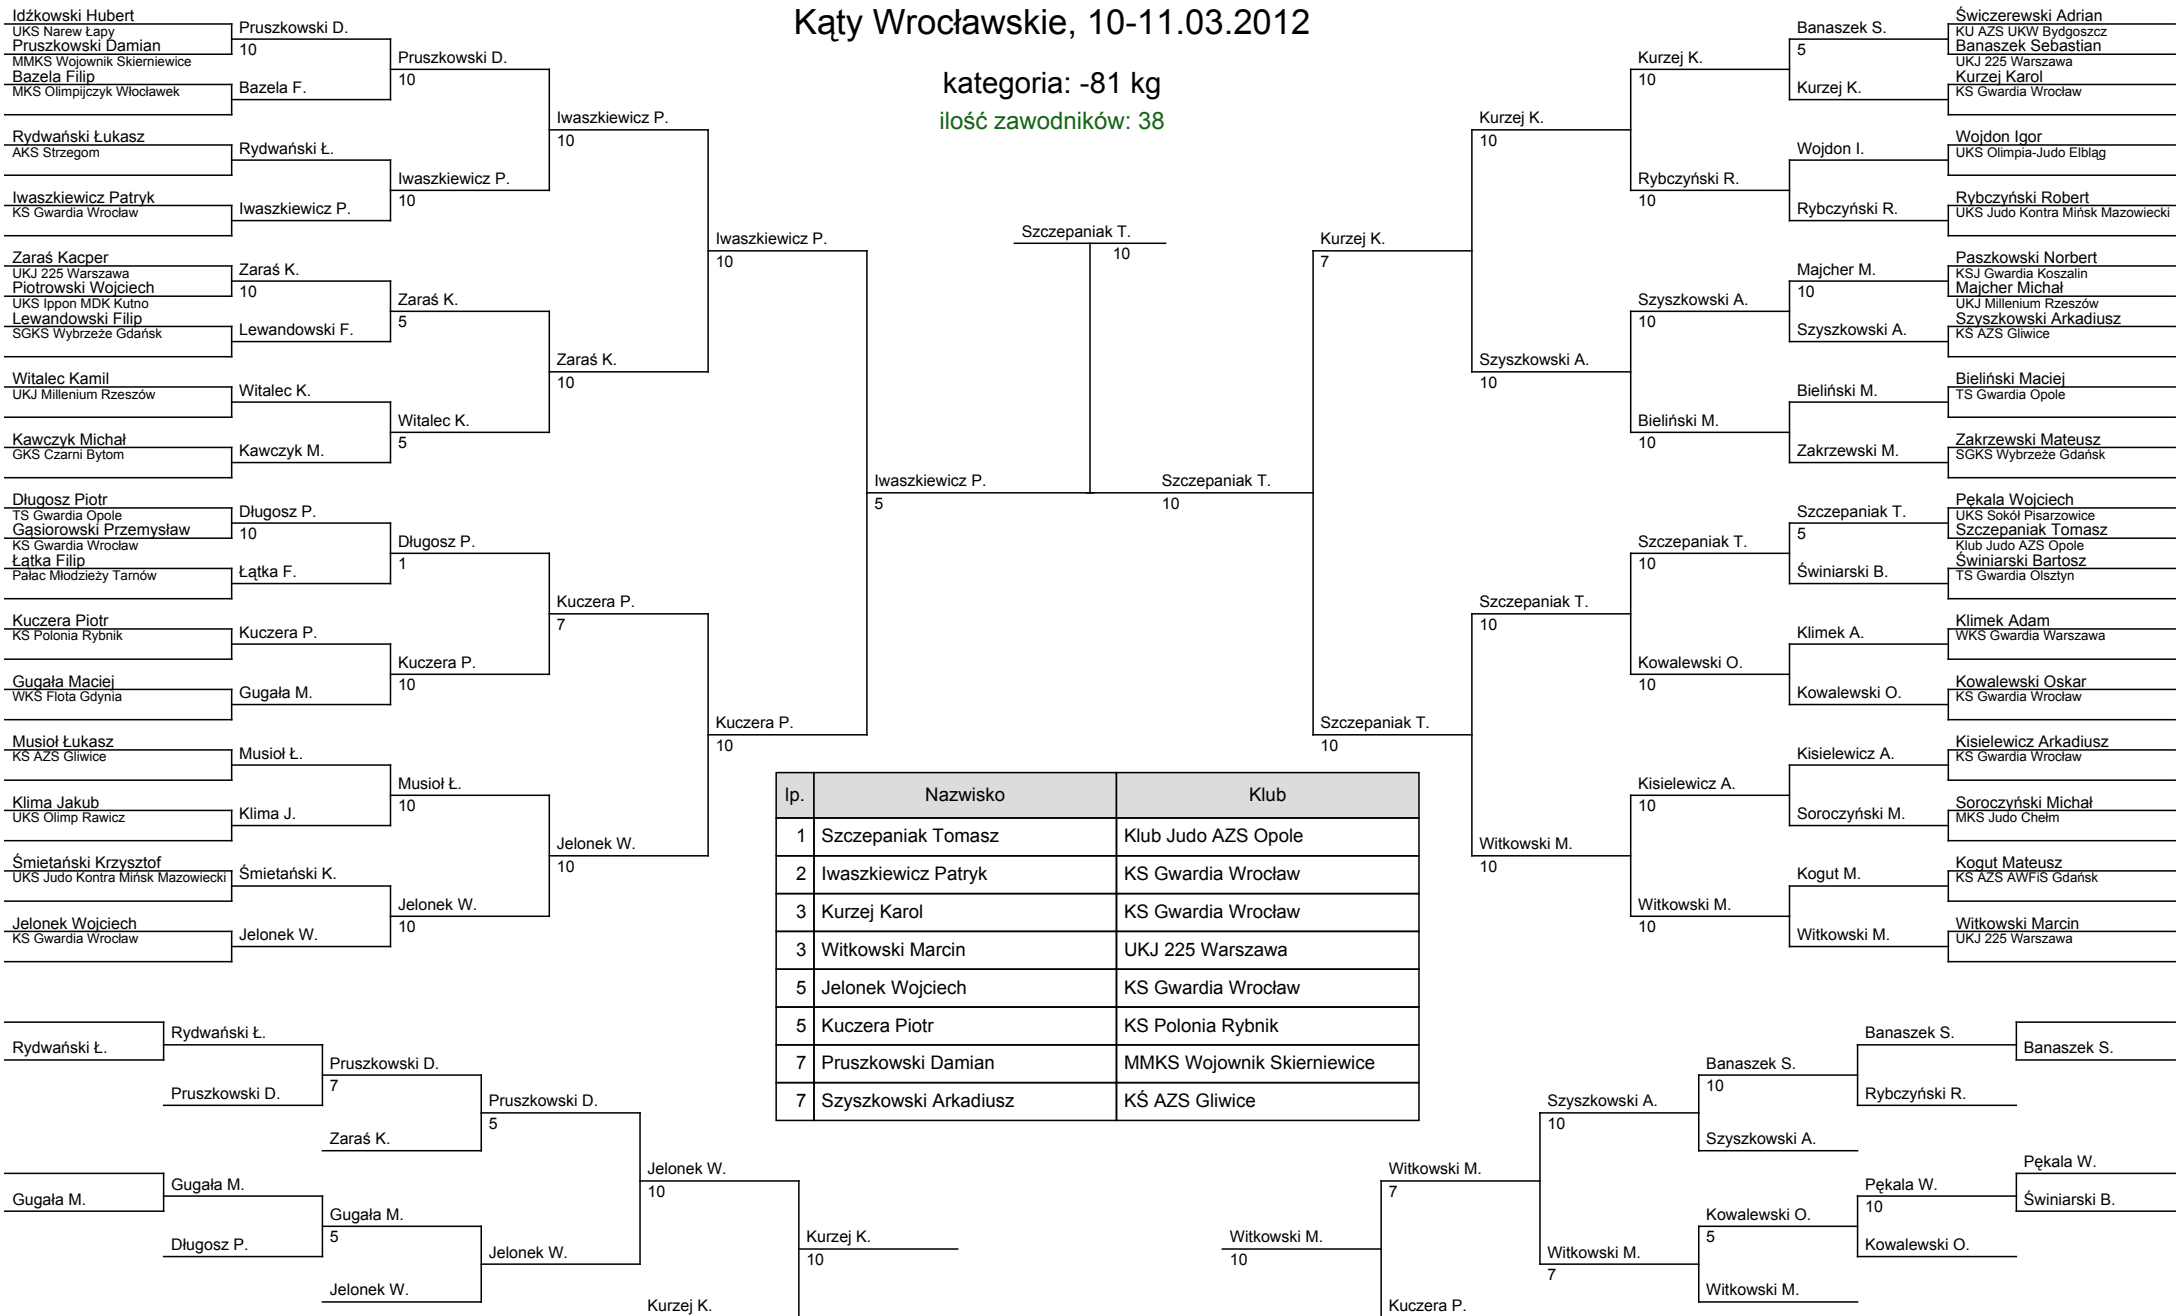 Kąty Wrocławskie, 10-11.03.2012
kategoria: -81 kg
ilość zawodników: 38
Idźkowski Hubert
UKS Narew Łapy
Pruszkowski Damian
MMKS Wojownik Skierniewice
Bazela Filip
MKS Olimpijczyk Włocławek
Rydwański Łukasz
AKS Strzegom
Iwaszkiewicz Patryk
KS Gwardia Wrocław
Zaraś Kacper
UKJ 225 Warszawa
Piotrowski Wojciech
UKS Ippon MDK Kutno
Lewandowski Filip
SGKS Wybrzeże Gdańsk
Witalec Kamil
UKJ Millenium Rzeszów
Kawczyk Michał
GKS Czarni Bytom
Długosz Piotr
TS Gwardia Opole
Gąsiorowski Przemysław
KS Gwardia Wrocław
Łątka Filip
Pałac Młodzieży Tarnów
Kuczera Piotr
KS Polonia Rybnik
Gugała Maciej
WKS Flota Gdynia
Musioł Łukasz
KŚ AZS Gliwice
Klima Jakub
UKS Olimp Rawicz
Śmietański Krzysztof
UKS Judo Kontra Mińsk Mazowiecki
Jelonek Wojciech
KS Gwardia Wrocław
Pruszkowski D.
10
Bazela F.
Rydwański Ł.
Iwaszkiewicz P.
Zaraś K.
10
Lewandowski F.
Witalec K.
Kawczyk M.
Długosz P.
10
Łątka F.
Kuczera P.
Gugała M.
Musioł Ł.
Klima J.
Śmietański K.
Jelonek W.
Pruszkowski D.
10
Iwaszkiewicz P.
10
Zaraś K.
5
Witalec K.
5
Długosz P.
1
Kuczera P.
10
Musioł Ł.
10
Jelonek W.
10
Iwaszkiewicz P.
10
Zaraś K.
10
Kuczera P.
7
Jelonek W.
10
Iwaszkiewicz P.
10
Kuczera P.
10
Iwaszkiewicz P.
5
Szczepaniak T.
10
Szczepaniak T.
10
Kurzej K.
7
Szczepaniak T.
10
Kurzej K.
10
Szyszkowski A.
10
Szczepaniak T.
10
Witkowski M.
10
Kurzej K.
10
Rybczyński R.
10
Szyszkowski A.
10
Bieliński M.
10
Szczepaniak T.
10
Kowalewski O.
10
Kisielewicz A.
10
Witkowski M.
10
Banaszek S.
5
Kurzej K.
Wojdon I.
Rybczyński R.
Majcher M.
10
Szyszkowski A.
Bieliński M.
Zakrzewski M.
Szczepaniak T.
5
Świniarski B.
Klimek A.
Kowalewski O.
Kisielewicz A.
Soroczyński M.
Kogut M.
Witkowski M.
Świczerewski Adrian
KU AZS UKW Bydgoszcz
Banaszek Sebastian
UKJ 225 Warszawa
Kurzej Karol
KS Gwardia Wrocław
Wojdon Igor
UKS Olimpia-Judo Elbląg
Rybczyński Robert
UKS Judo Kontra Mińsk Mazowiecki
Paszkowski Norbert
KSJ Gwardia Koszalin
Majcher Michał
UKJ Millenium Rzeszów
Szyszkowski Arkadiusz
KŚ AZS Gliwice
Bieliński Maciej
TS Gwardia Opole
Zakrzewski Mateusz
SGKS Wybrzeże Gdańsk
Pękala Wojciech
UKS Sokół Pisarzowice
Szczepaniak Tomasz
Klub Judo AZS Opole
Świniarski Bartosz
TS Gwardia Olsztyn
Klimek Adam
WKS Gwardia Warszawa
Kowalewski Oskar
KS Gwardia Wrocław
Kisielewicz Arkadiusz
KS Gwardia Wrocław
Soroczyński Michał
MKS Judo Chełm
Kogut Mateusz
KS AZS AWFiS Gdańsk
Witkowski Marcin
UKJ 225 Warszawa
lp. Nazwisko Klub
1 Szczepaniak Tomasz Klub Judo AZS Opole
2 Iwaszkiewicz Patryk KS Gwardia Wrocław
3 Kurzej Karol KS Gwardia Wrocław
3 Witkowski Marcin UKJ 225 Warszawa
5 Jelonek Wojciech KS Gwardia Wrocław
5 Kuczera Piotr KS Polonia Rybnik
7 Pruszkowski Damian MMKS Wojownik Skierniewice
7 Szyszkowski Arkadiusz KŚ AZS Gliwice
Rydwański Ł.
Gugała M.
Rydwański Ł.
Pruszkowski D.
Gugała M.
Długosz P.
Pruszkowski D.
7
Zaraś K.
Gugała M.
5
Jelonek W.
Pruszkowski D.
5
Jelonek W.
Jelonek W.
10
Kurzej K.
Kurzej K.
10
Witkowski M.
10
Witkowski M.
7
Kuczera P.
Szyszkowski A.
10
Witkowski M.
7
Banaszek S.
10
Szyszkowski A.
Kowalewski O.
5
Witkowski M.
Banaszek S.
Rybczyński R.
Pękala W.
10
Kowalewski O.
Banaszek S.
Pękala W.
Świniarski B.